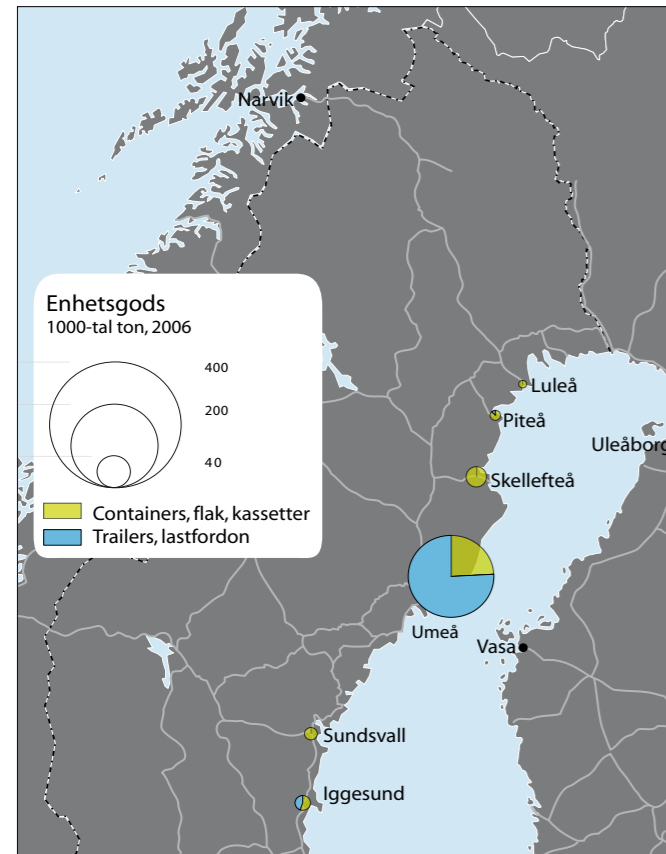 Narvik
Enhetsgods
1000-tal ton, 2006
400
200
40
Containers, flak, kassetter
Trailers, lastfordon
Luleå
Piteå
Uleåborg
Skellefteå
Umeå
Vasa
Sundsvall
Iggesund